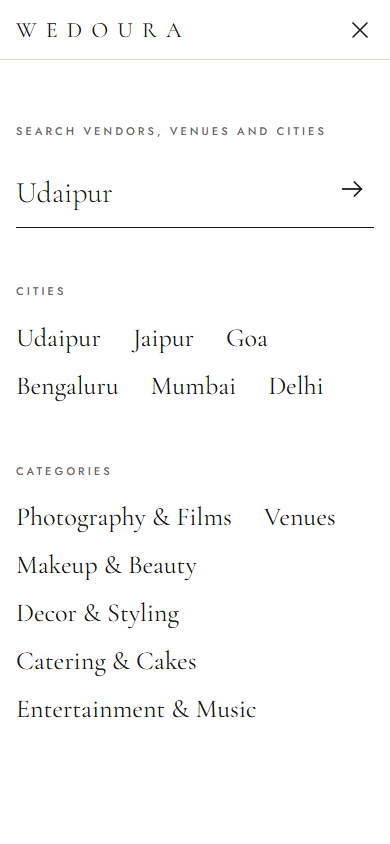 WEDOURA
SEARCH VENDORS, VENUES AND CITIES
Udaipur
CITIES
Udaipur Jaipur Goa
Bengaluru Mumbai Delhi
CATEGORIES
Photography & Films Venues
Makeup & Beauty
Decor & Styling
Catering & Cakes
Entertainment & Music